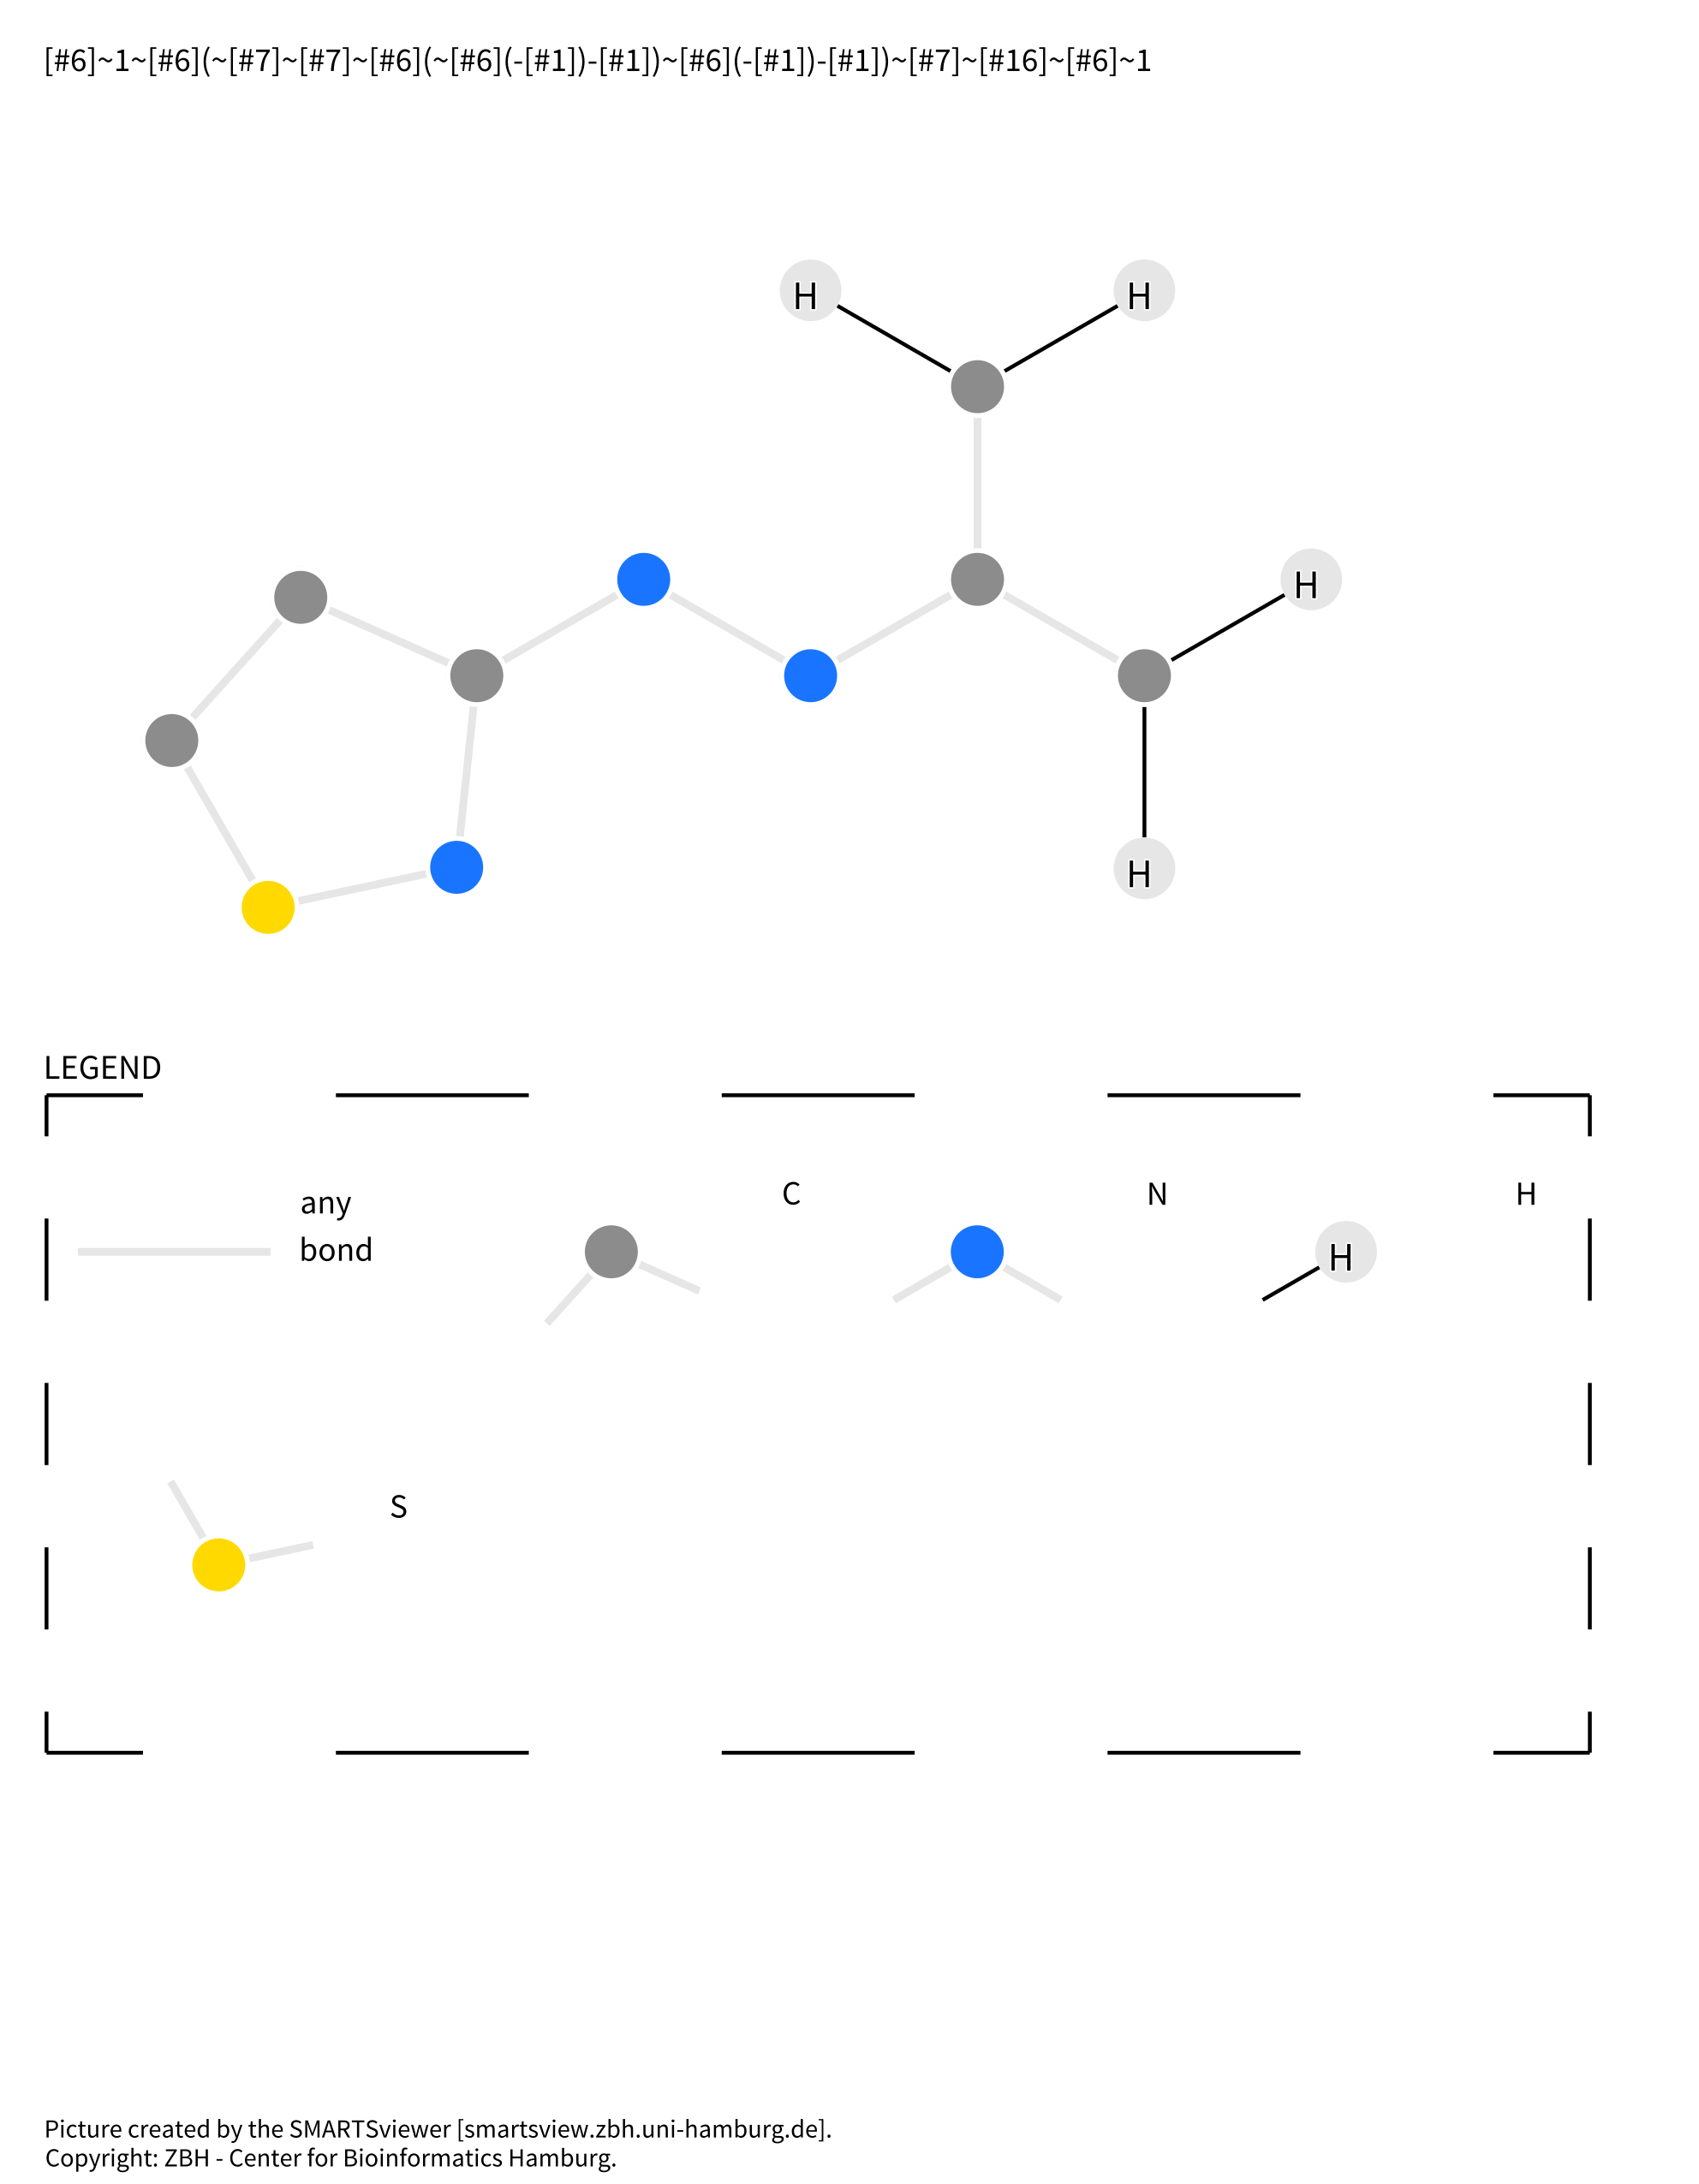 [#6]~1~[#6](~[#7]~[#7]~[#6](~[#6](-[#1])-[#1])~[#6](-[#1])-[#1])~[#7]~[#16]~[#6]~1
H
H
H
H
LEGEND
any
bond
C
N
H
H
S
Picture created by the SMARTSviewer [smartsview.zbh.uni-hamburg.de].
Copyright: ZBH - Center for Bioinformatics Hamburg.